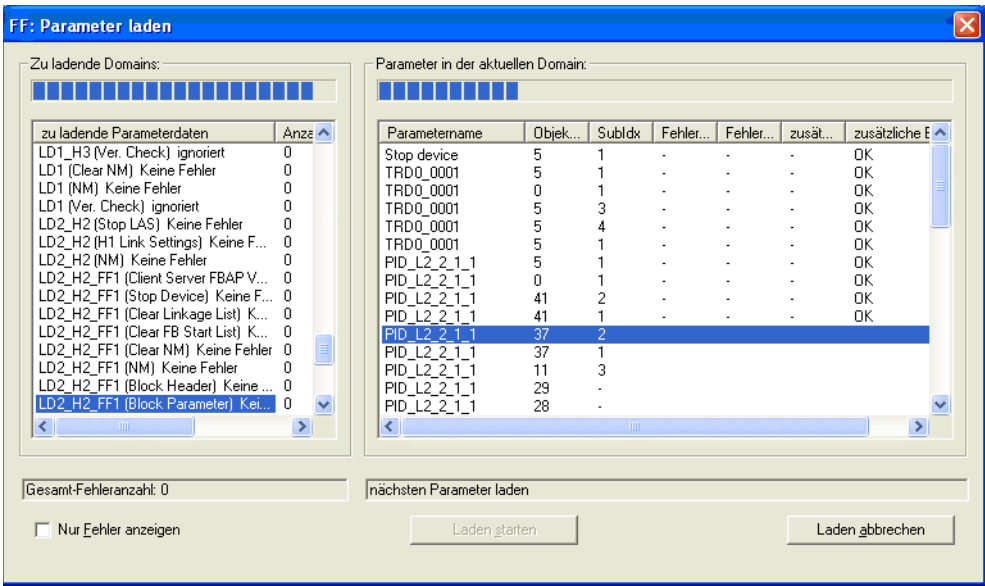 FF: Parameter laden
Zu ladende Domains:
zu ladende Parameterdaten Anza
LD1_H3 (Ver. Check) ignoriert 0
LD1 (Clear NM) Keine Fehler 0
LD1 (NM) Keine Fehler 0
LD1 (Ver. Check) ignoriert 0
LD2_H2 (Stop LAS) Keine Fehler 0
LD2_H2 (H1 Link Settings) Keine F... 0
LD2_H2 (NM) Keine Fehler 0
LD2_H2_FF1 (Client Server FBAP V... 0
LD2_H2_FF1 (Stop Device) Keine F... 0
LD2_H2_FF1 (Clear Linkage List) K... 0
LD2_H2_FF1 (Clear FB Start List) K... 0
LD2_H2_FF1 (Clear NM) Keine Fehler 0
LD2_H2_FF1 (NM) Keine Fehler 0
LD2_H2_FF1 (Block Header) Keine ... 0
LD2_H2_FF1 (Block Parameter) Kei... 0
Parameter in der aktuellen Domain:
Parametername Objek... SubIdx Fehler... Fehler... zusät... zusätzliche E
Stop device 5 1 - - - OK
TRD0_0001 5 1 - - - OK
TRD0_0001 0 1 - - - OK
TRD0_0001 5 3 - - - OK
TRD0_0001 5 4 - - - OK
TRD0_0001 5 1 - - - OK
PID_L2_2_1_1 5 1 - - - OK
PID_L2_2_1_1 0 1 - - - OK
PID_L2_2_1_1 41 2 - - - OK
PID_L2_2_1_1 41 1 - - - OK
PID_L2_2_1_1 37 2
PID_L2_2_1_1 37 1
PID_L2_2_1_1 11 3
PID_L2_2_1_1 29 -
PID_L2_2_1_1 28 -
Gesamt-Fehleranzahl: 0
nächsten Parameter laden
Nur Fehler anzeigen
Laden starten
Laden abbrechen